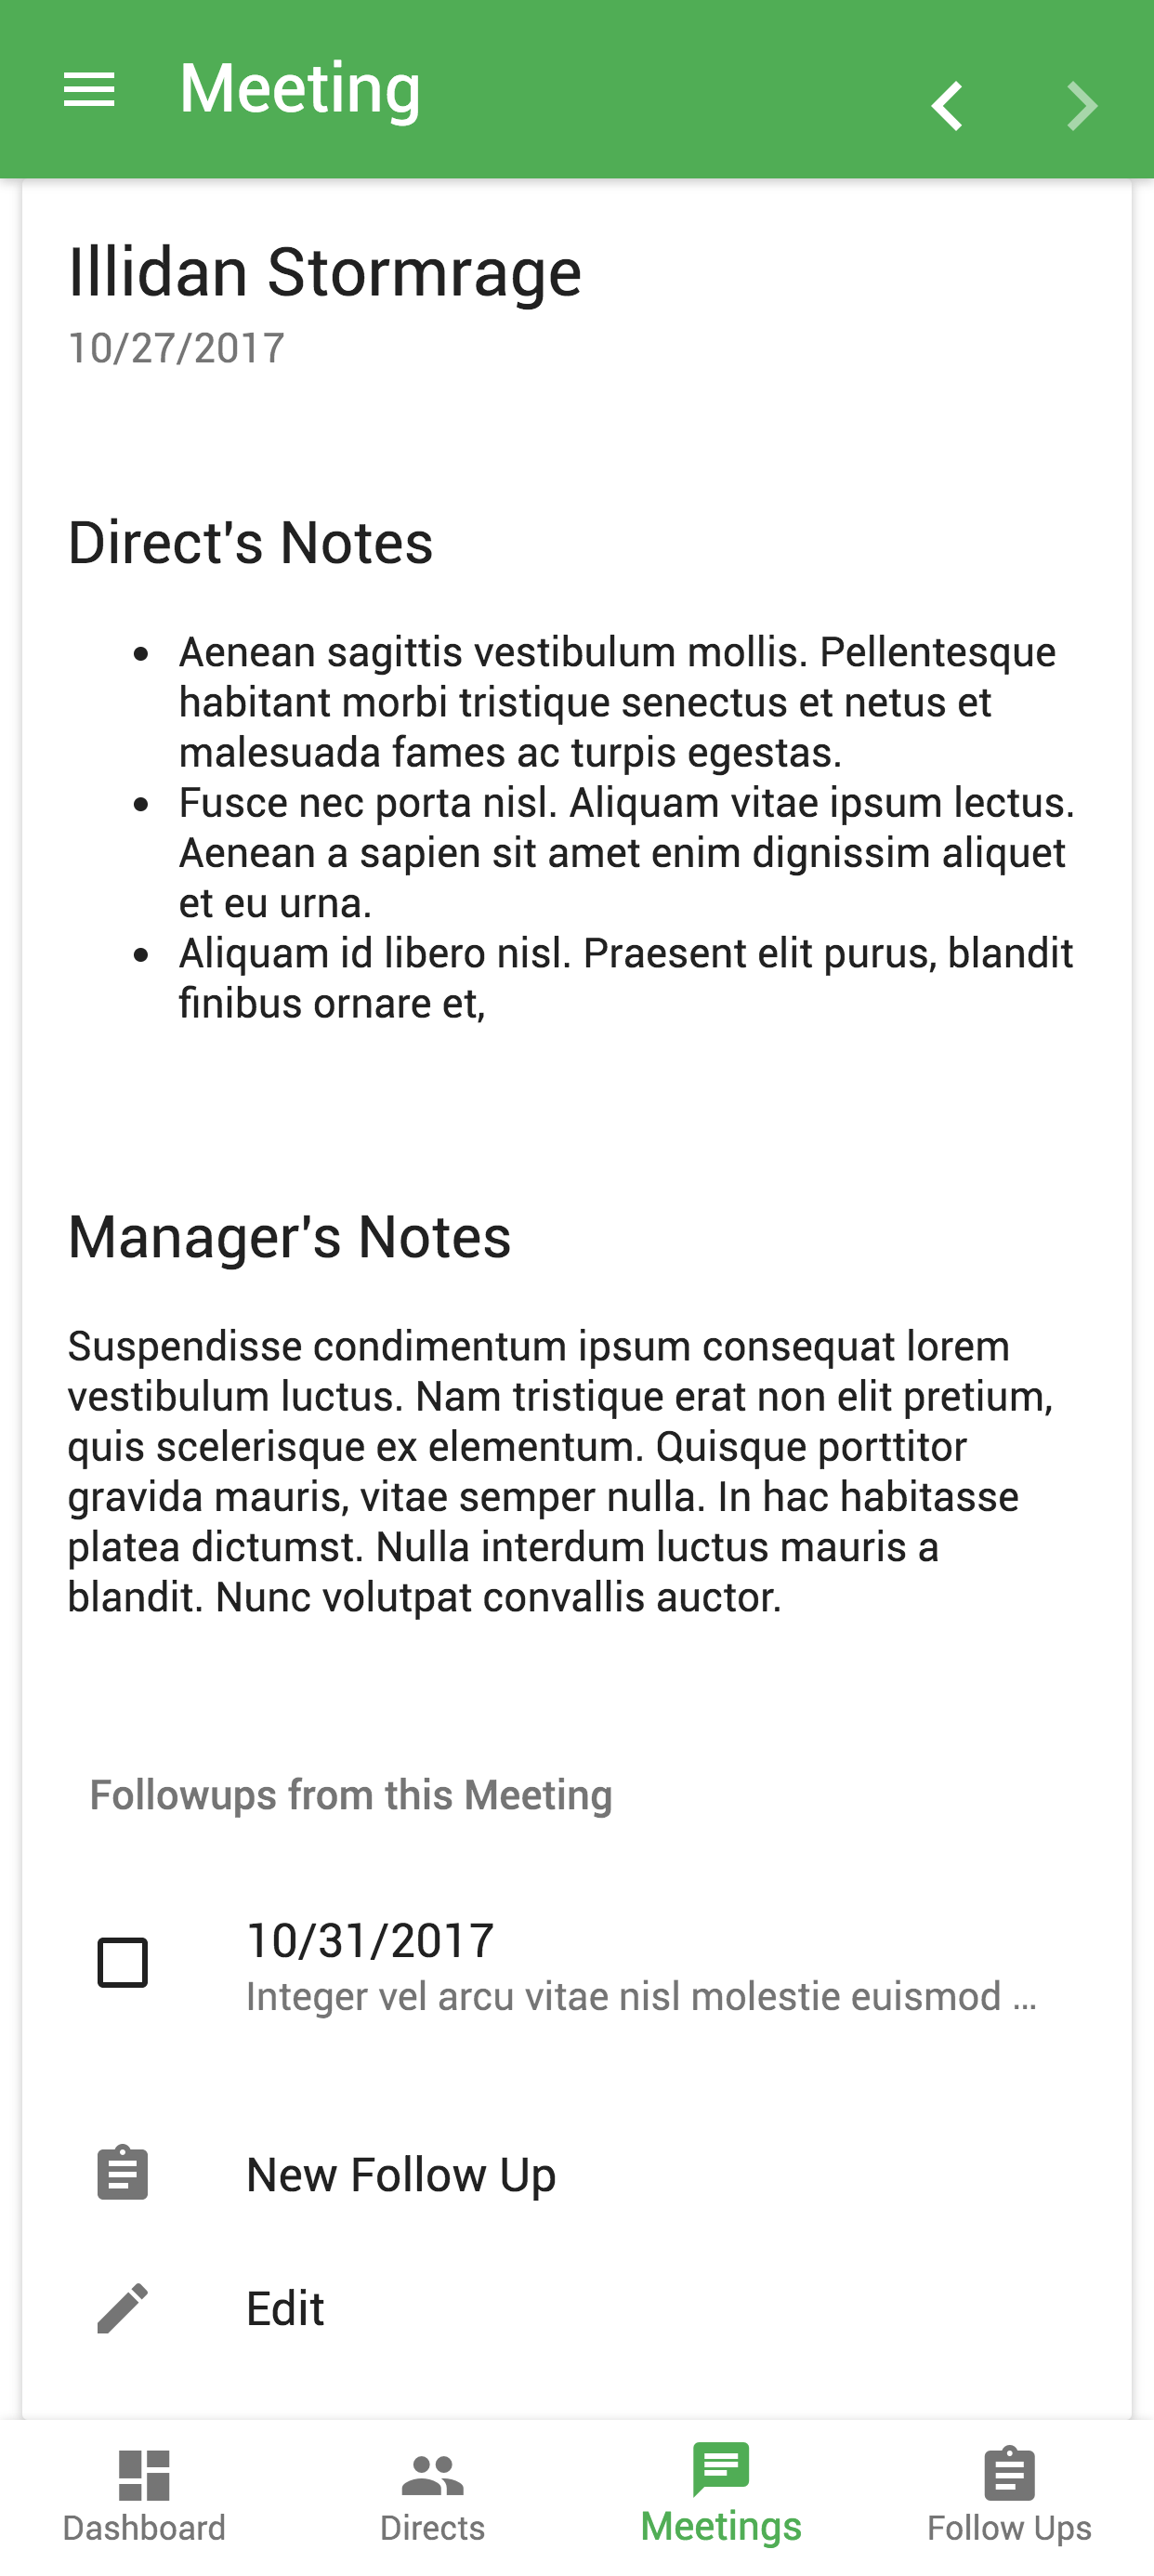 Meeting
Illidan Stormrage
10/27/2017
Direct's Notes
Aenean sagittis vestibulum mollis. Pellentesque
habitant morbi tristique senectus et netus et
malesuada fames ac turpis egestas.
Fusce nec porta nisl. Aliquam vitae ipsum lectus.
Aenean a sapien sit amet enim dignissim aliquet
et eu urna.
Aliquam id libero nisl. Praesent elit purus, blandit
finibus ornare et,
Manager's Notes
Suspendisse condimentum ipsum consequat lorem
vestibulum luctus. Nam tristique erat non elit pretium,
quis scelerisque ex elementum. Quisque porttitor
gravida mauris, vitae semper nulla. In hac habitasse
platea dictumst. Nulla interdum luctus mauris a
blandit. Nunc volutpat convallis auctor.
Followups from this Meeting
10/31/2017
Integer vel arcu vitae nisl molestie euismod ...
New Follow Up
Edit
Dashboard
Directs
Meetings
Follow Ups